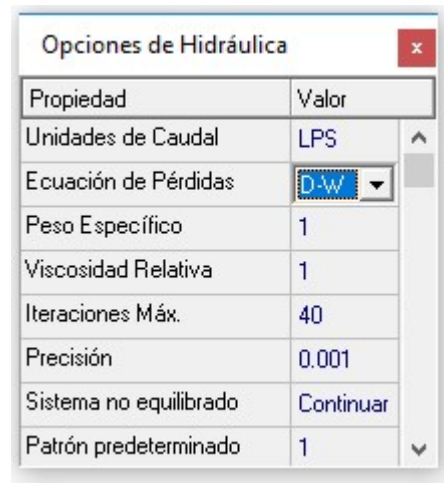 Opciones de Hidráulica
x
Propiedad Valor
Unidades de Caudal LPS
Ecuación de Pérdidas D-W
Peso Específico 1
Viscosidad Relativa 1
Iteraciones Máx. 40
Precisión 0.001
Sistema no equilibrado Continuar
Patrón predeterminado 1